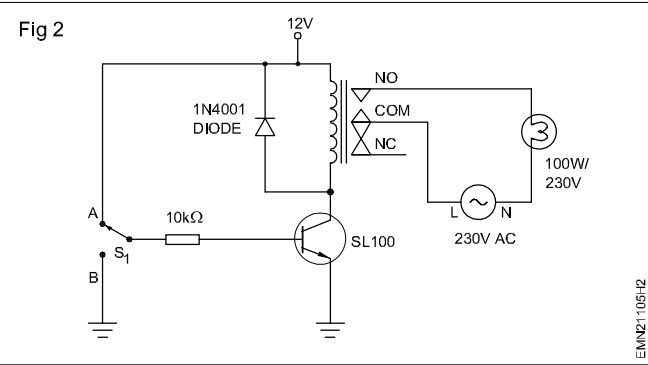 Fig 2
12V
NO
COM
NC
1N4001
DIODE
100W/
230V
L
N
230V AC
A
10kΩ
S1
B
SL100
EMN21105H2